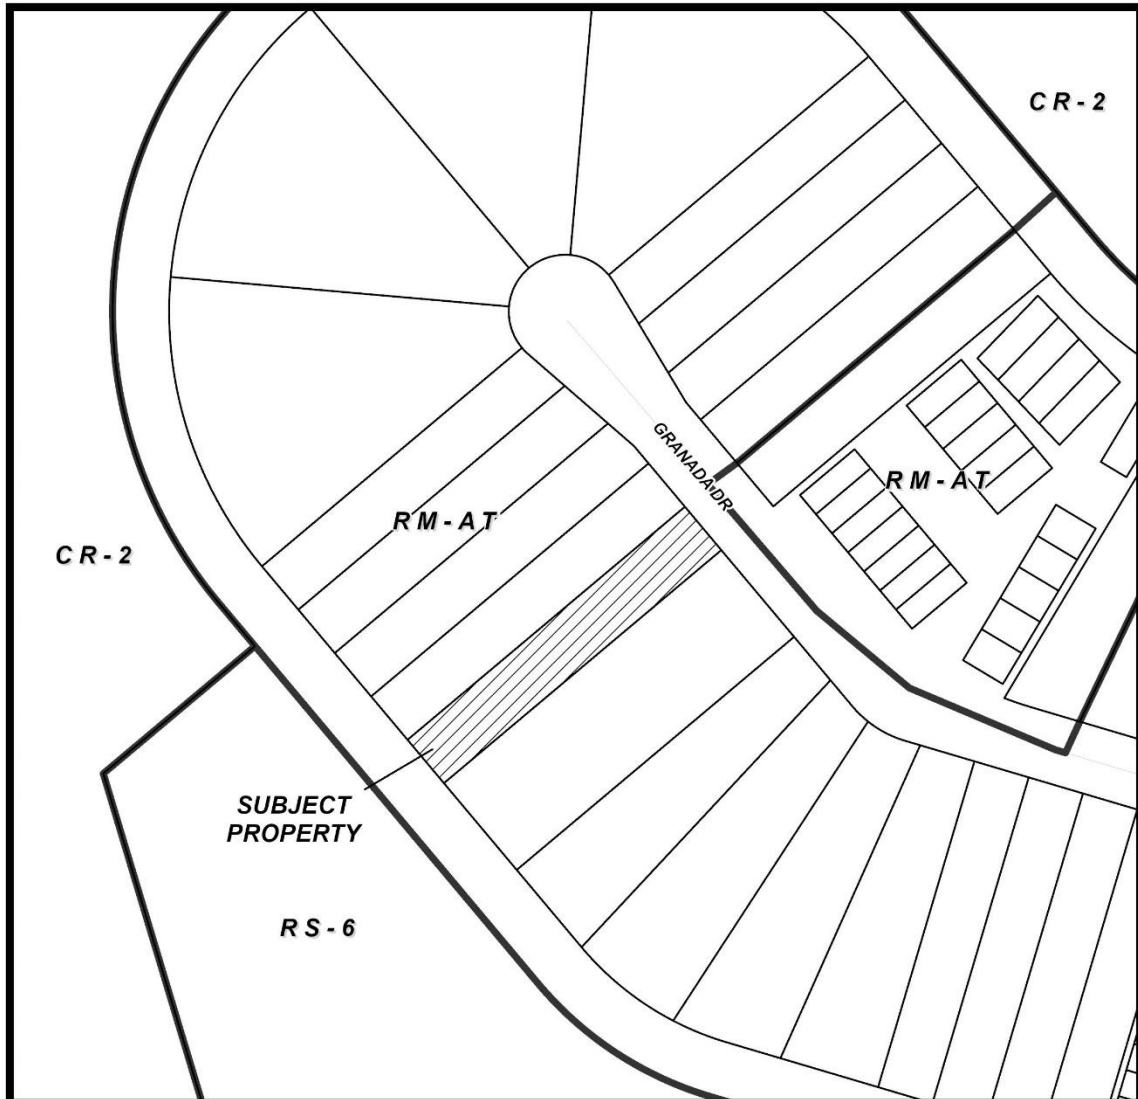 CR-2
GRANADA DR
RM-AT
RM-AT
CR-2
SUBJECT
PROPERTY
RS-6